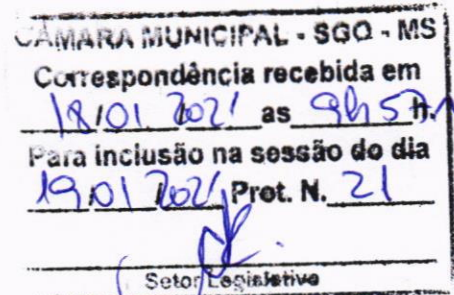 CÂMARA MUNICIPAL - SGO - MS
Correspondência recebida em
18/01/2021 as 9h57 h.
Para inclusão na sessão do dia
19/01/2021 Prot. N. 21
Setor Legislativo